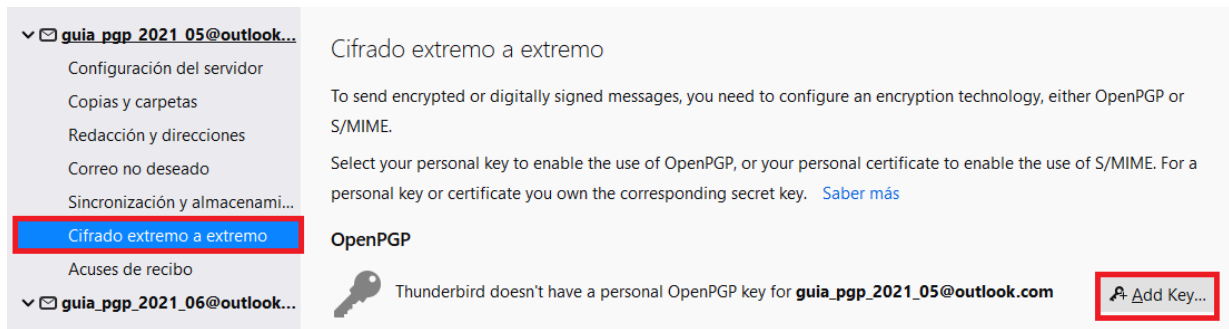 guia_pgp_2021_05@outlook...
Configuración del servidor
Copias y carpetas
Redacción y direcciones
Correo no deseado
Sincronización y almacenami...
Cifrado extremo a extremo
Acuses de recibo
guia_pgp_2021_06@outlook...
Cifrado extremo a extremo
To send encrypted or digitally signed messages, you need to configure an encryption technology, either OpenPGP or
S/MIME.
Select your personal key to enable the use of OpenPGP, or your personal certificate to enable the use of S/MIME. For a
personal key or certificate you own the corresponding secret key. Saber más
OpenPGP
Thunderbird doesn't have a personal OpenPGP key for guia_pgp_2021_05@outlook.com
Add Key...